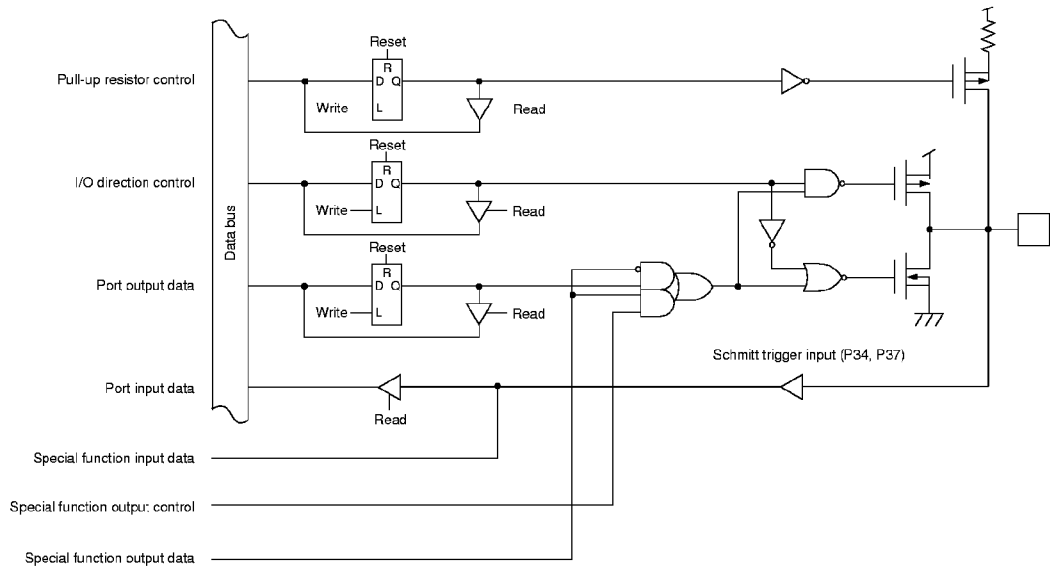 Reset
Pull-up resistor control
R
D Q
Write
L
Read
Reset
I/O direction control
R
D Q
Write
L
Read
Data bus
Reset
Port output data
R
D Q
Write
L
Read
Schmitt trigger input (P34, P37)
Port input data
Read
Special function input data
Special function output control
Special function output data